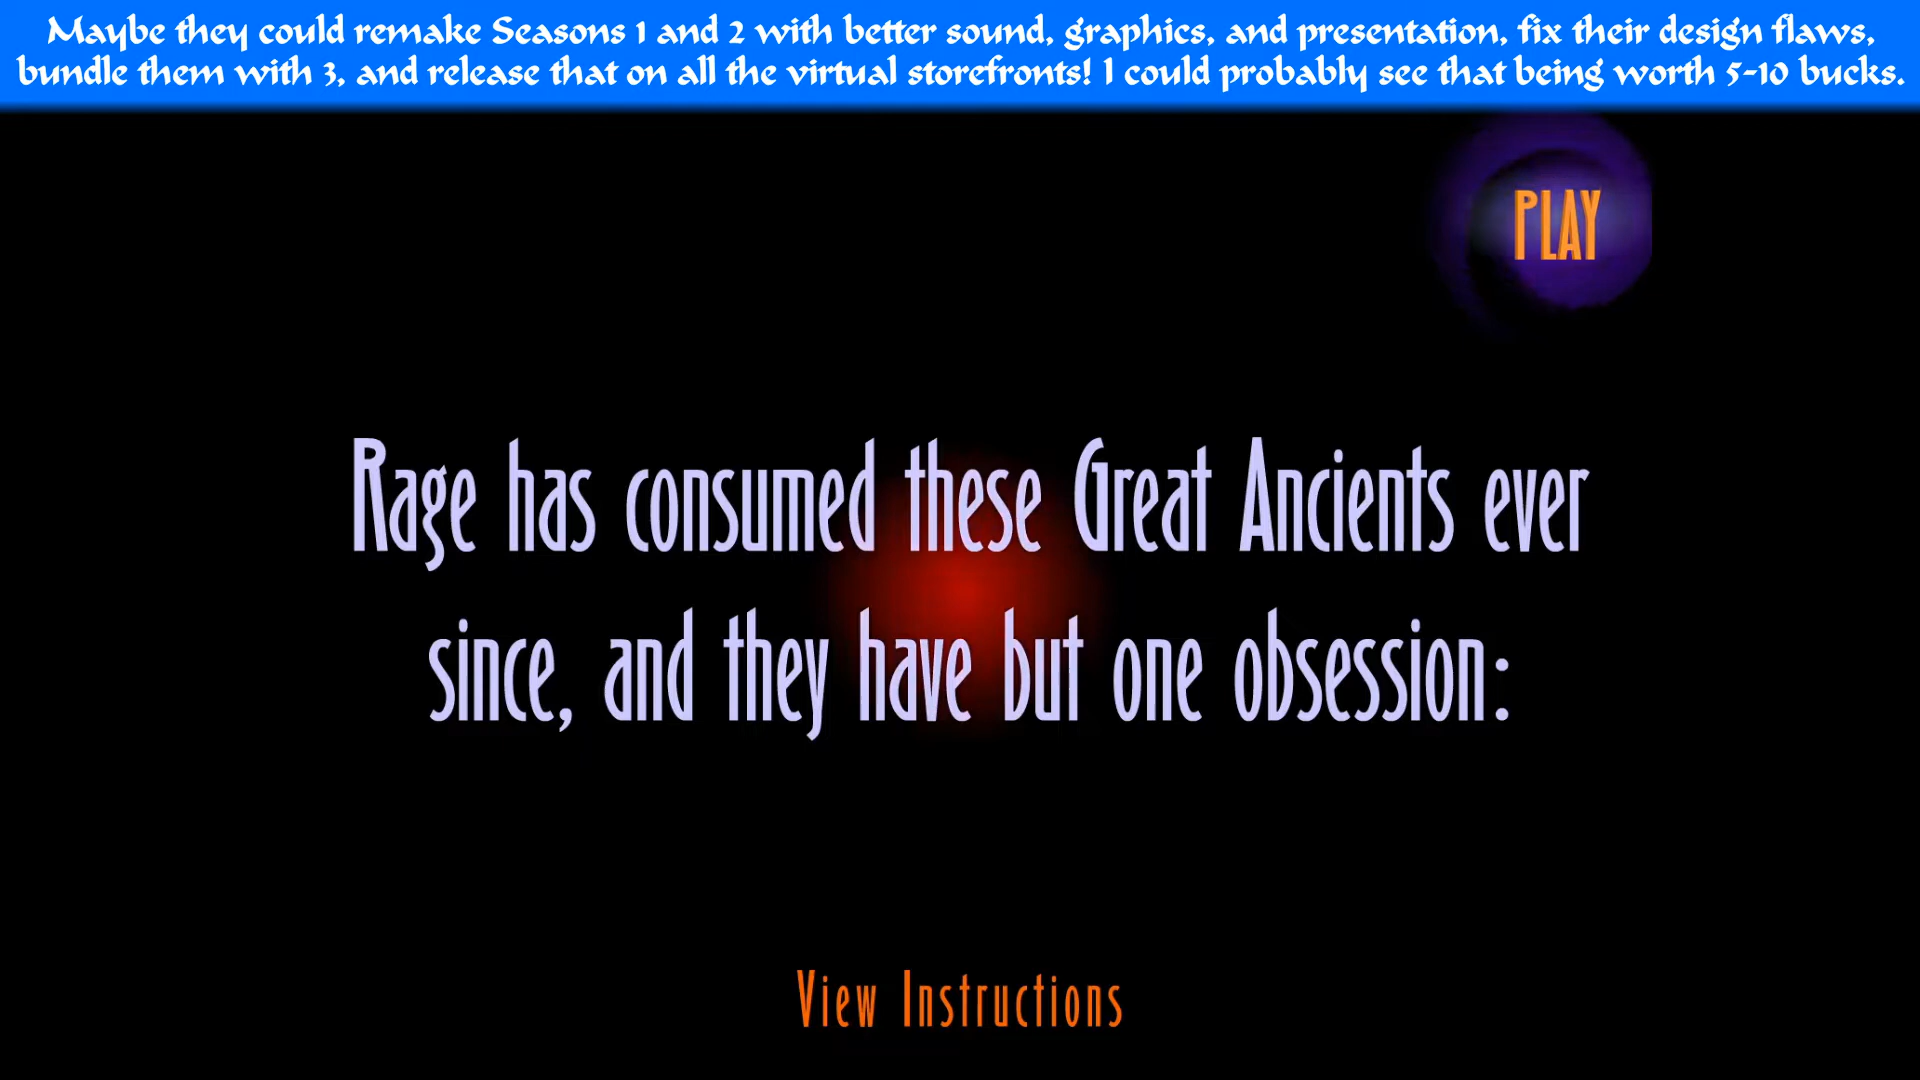 Maybe they could remake Seasons 1 and 2 with better sound, graphics, and presentation, fix their design flaws,
bundle them with 3, and release that on all the virtual storefronts! I could probably see that being worth 5-10 bucks.
PLAY
Rage has consumed these Great Ancients ever
since, and they have but one obsession:
View Instructions